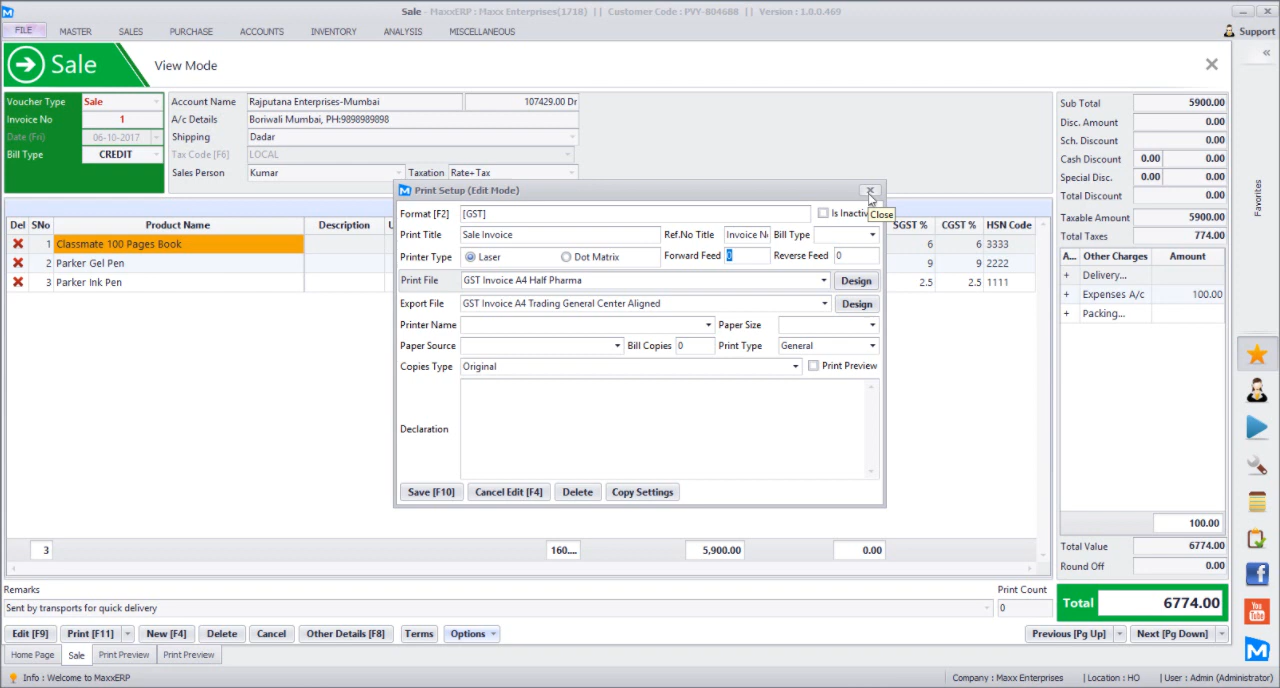 Sale - MaxxERP : Maxx Enterprises(1718) || Customer Code : PVY-804688 || Version : 1.0.0.469
FILE MASTER SALES PURCHASE ACCOUNTS INVENTORY ANALYSIS MISCELLANEOUS Support
Sale View Mode
Voucher Type Sale
Invoice No 1
Date (Fri) 06-10-2017
Bill Type CREDIT
Account Name Rajputana Enterprises-Mumbai 107429.00 Dr
A/c Details Boriwali Mumbai, PH:9898989898
Shipping Dadar
Tax Code [F6] LOCAL
Sales Person Kumar Taxation Rate+Tax
Sub Total 5900.00
Disc. Amount 0.00
Sch. Discount 0.00
Cash Discount 0.00 0.00
Special Disc. 0.00 0.00
Total Discount 0.00
Taxable Amount 5900.00
Total Taxes 774.00
A... Other Charges Amount
+ Delivery...
+ Expenses A/c 100.00
+ Packing...
100.00
Total Value 6774.00
Round Off 0.00
Total 6774.00
Favorites
Del SNo Product Name Description U SGST % CGST % HSN Code
1 Classmate 100 Pages Book 6 6 3333
2 Parker Gel Pen 9 9 2222
3 Parker Ink Pen 2.5 2.5 1111
Print Setup (Edit Mode)
Close
Format [F2] [GST] Is Inactiv
Print Title Sale Invoice Ref.No Title Invoice N Bill Type
Printer Type Laser Dot Matrix Forward Feed 0 Reverse Feed 0
Print File GST Invoice A4 Half Pharma Design
Export File GST Invoice A4 Trading General Center Aligned Design
Printer Name Paper Size
Paper Source Bill Copies 0 Print Type General
Copies Type Original Print Preview
Declaration
Save [F10] Cancel Edit [F4] Delete Copy Settings
3 160.... 5,900.00 0.00
Remarks Print Count
Sent by transports for quick delivery 0
Edit [F9] Print [F11] New [F4] Delete Cancel Other Details [F8] Terms Options Previous [Pg Up] Next [Pg Down]
Home Page Sale Print Preview Print Preview
You
Tube
Info : Welcome to MaxxERP Company : Maxx Enterprises | Location : HO | User : Admin (Administrator)